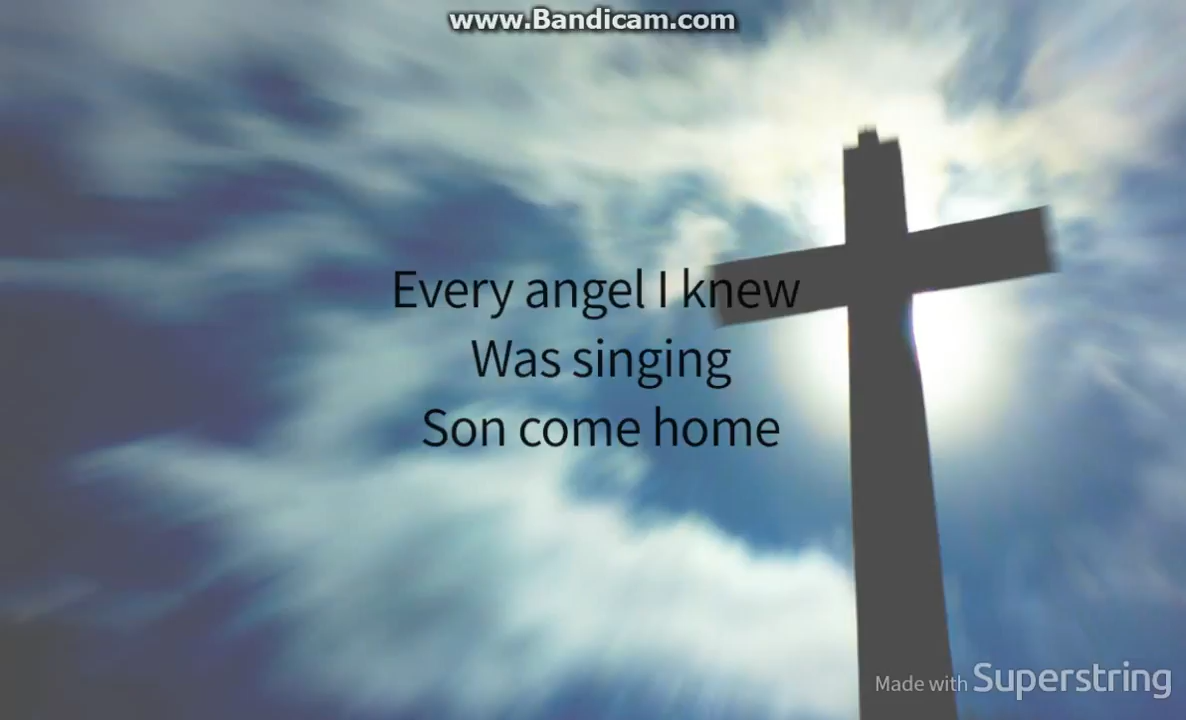 www.Bandicam.com
Every angel I knew
Was singing
Son come home
Made with Superstring